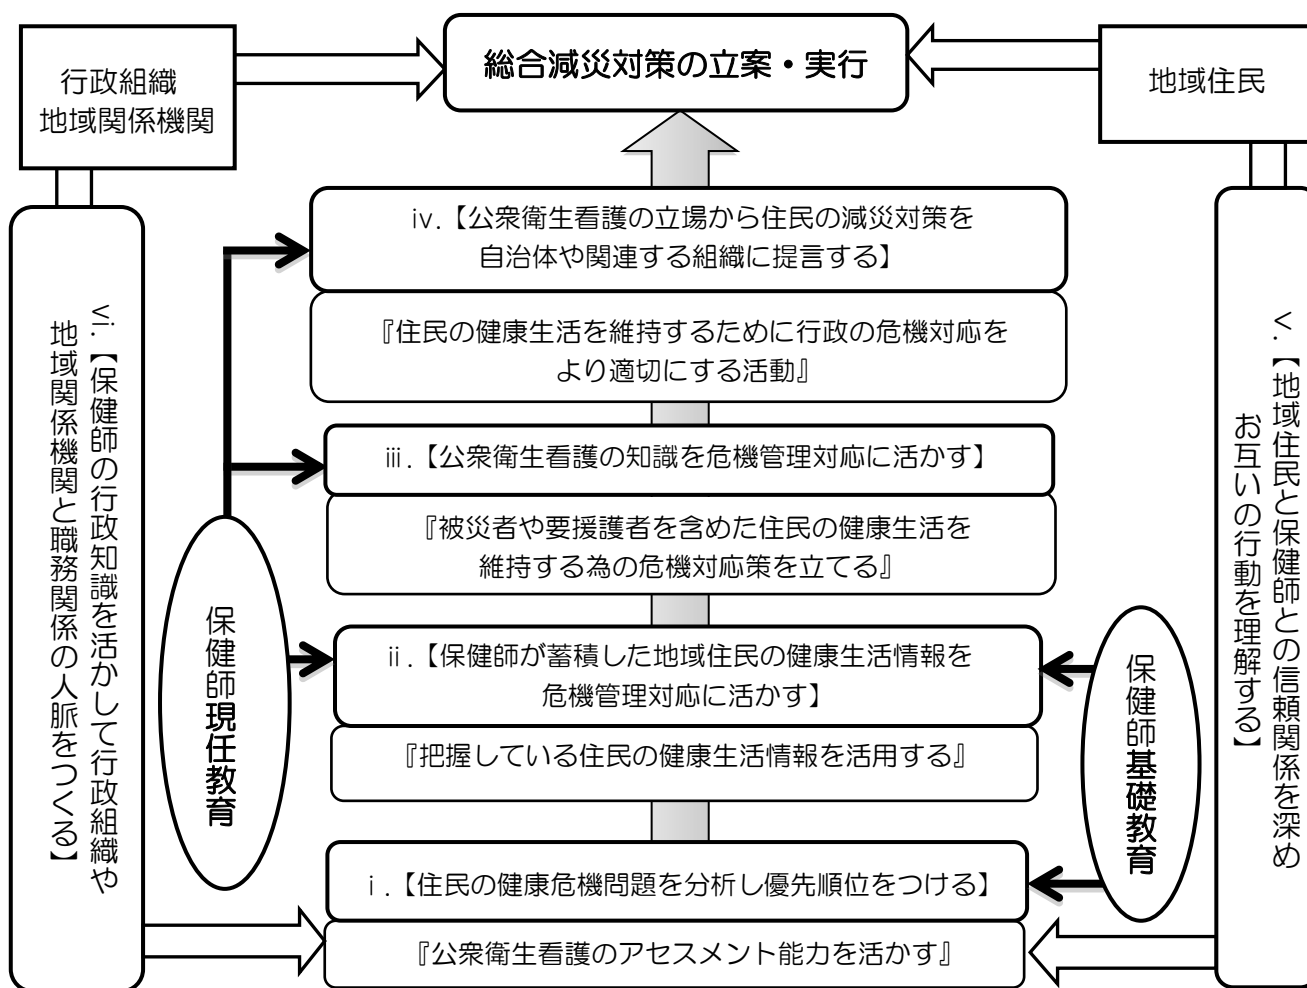 総合減災対策の立案・実行
行政組織
地域関係機関
地域住民
ⅳ.【公衆衛生看護の立場から住民の減災対策を
自治体や関連する組織に提言する】
『住民の健康生活を維持するために行政の危機対応を
より適切にする活動』
ⅲ.【公衆衛生看護の知識を危機管理対応に活かす】
『被災者や要援護者を含めた住民の健康生活を
維持する為の危機対応策を立てる』
ⅱ.【保健師が蓄積した地域住民の健康生活情報を
危機管理対応に活かす】
『把握している住民の健康生活情報を活用する』
ⅰ.【住民の健康危機問題を分析し優先順位をつける】
『公衆衛生看護のアセスメント能力を活かす』
ⅵ.【保健師の行政知識を活かして行政組織や
地域関係機関と職務関係の人脈をつくる】
保健師現任教育
保健師基礎教育
ⅴ.【地域住民と保健師との信頼関係を深め
お互いの行動を理解する】